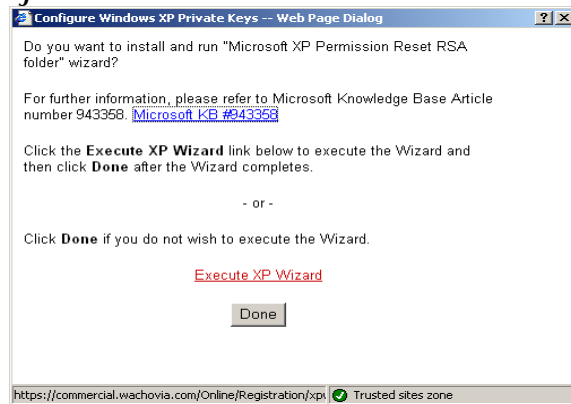 Configure Windows XP Private Keys -- Web Page Dialog
Do you want to install and run "Microsoft XP Permission Reset RSA
folder" wizard?
For further information, please refer to Microsoft Knowledge Base Article
number 943358. Microsoft KB #943358
Click the Execute XP Wizard link below to execute the Wizard and
then click Done after the Wizard completes.
- or -
Click Done if you do not wish to execute the Wizard.
Execute XP Wizard
Done
https://commercial.wachovia.com/Online/Registration/xp Trusted sites zone